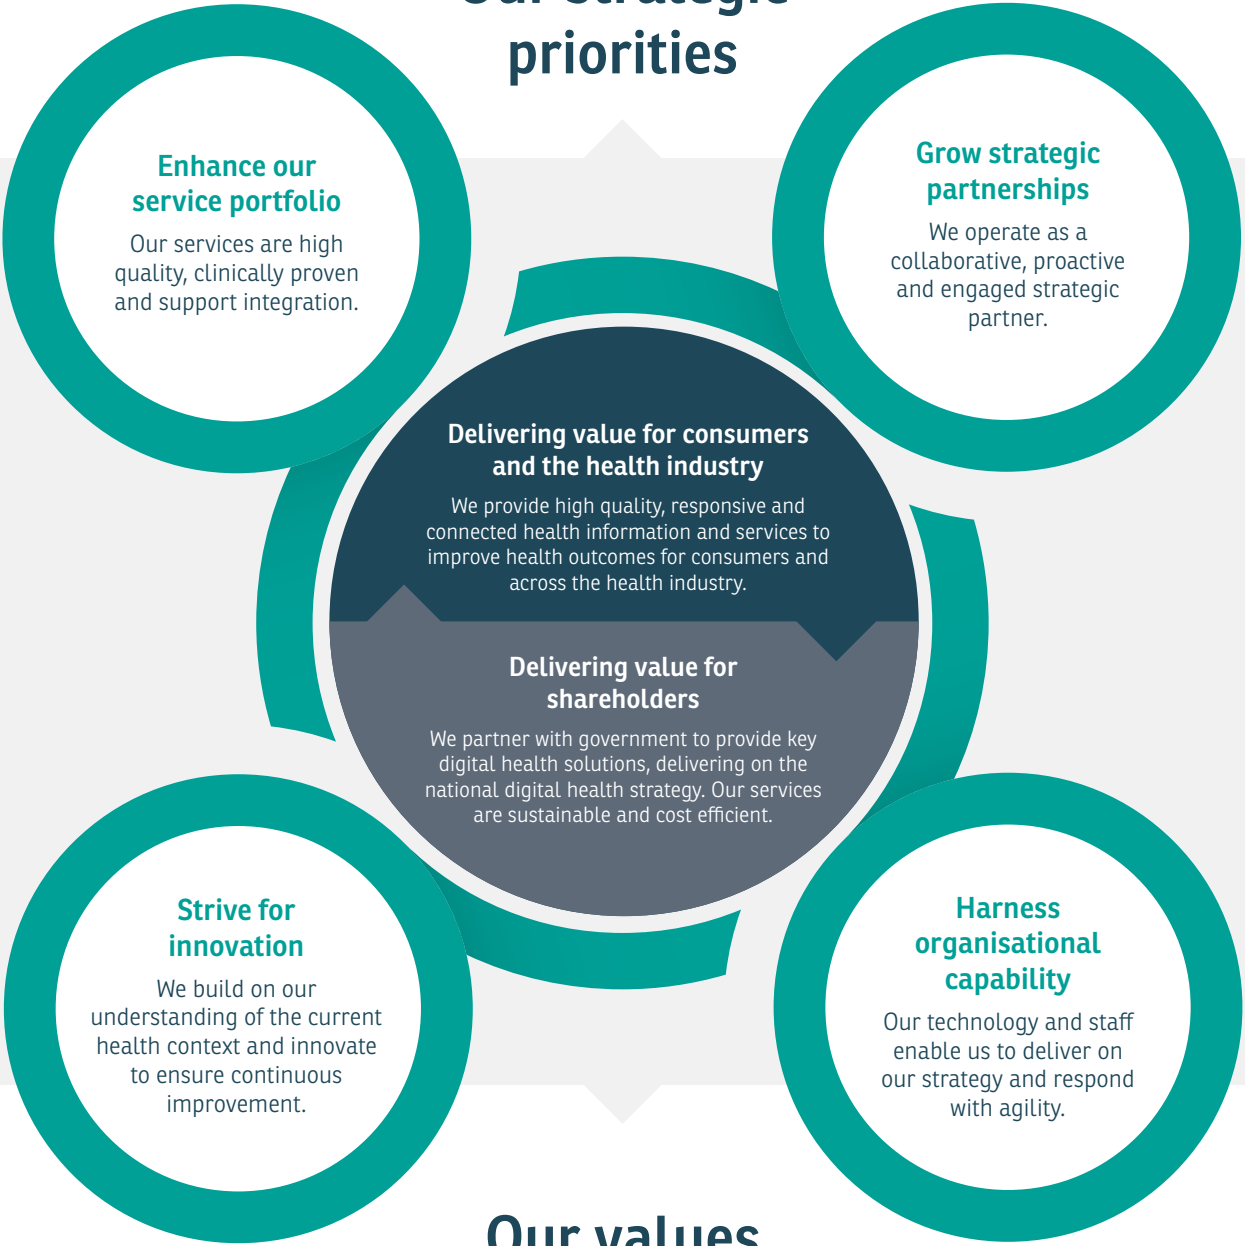 Our strategic
priorities
Enhance our
service portfolio
Our services are high
quality, clinically proven
and support integration.
Grow strategic
partnerships
We operate as a
collaborative, proactive
and engaged strategic
partner.
Delivering value for consumers
and the health industry
We provide high quality, responsive and
connected health information and services to
improve health outcomes for consumers and
across the health industry.
Delivering value for
shareholders
We partner with government to provide key
digital health solutions, delivering on the
national digital health strategy. Our services
are sustainable and cost efficient.
Strive for
innovation
We build on our
understanding of the current
health context and innovate
to ensure continuous
improvement.
Harness
organisational
capability
Our technology and staff
enable us to deliver on
our strategy and respond
with agility.
Our values